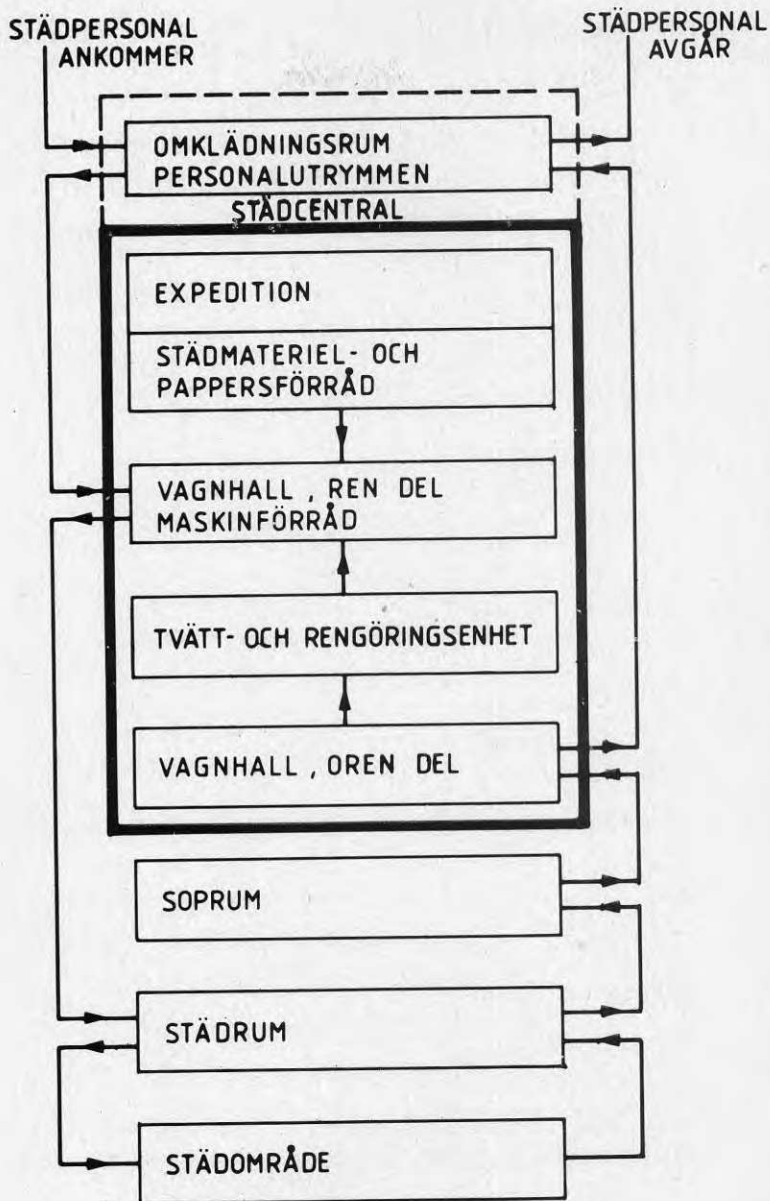 STÄDPERSONAL
ANKOMMER
STÄDPERSONAL
AVGÅR
OMKLÄDNINGSRUM
PERSONALUTRYMMEN
STÄDCENTRAL
EXPEDITION
STÄDMATERIEL- OCH
PAPPERSFÖRRÅD
VAGNHALL , REN DEL
MASKINFÖRRÅD
TVÄTT- OCH RENGÖRINGSENHET
VAGNHALL , OREN DEL
SOPRUM
STÄDRUM
STÄDOMRÅDE